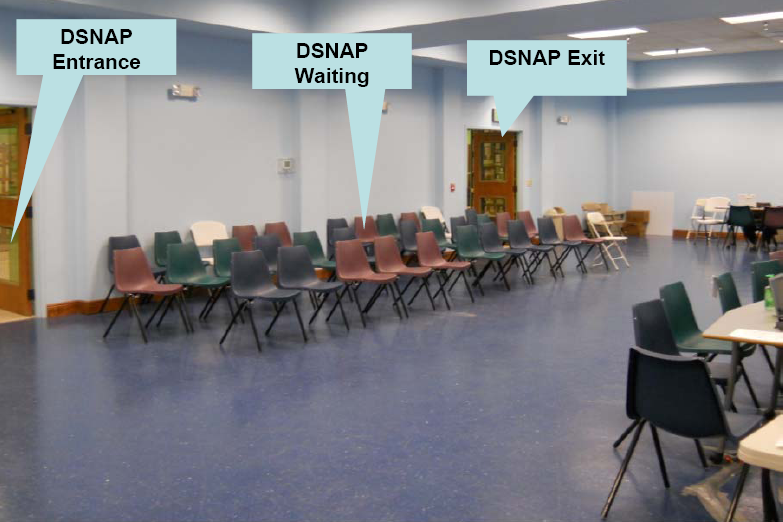 DSNAP
Entrance
DSNAP
Waiting
DSNAP Exit